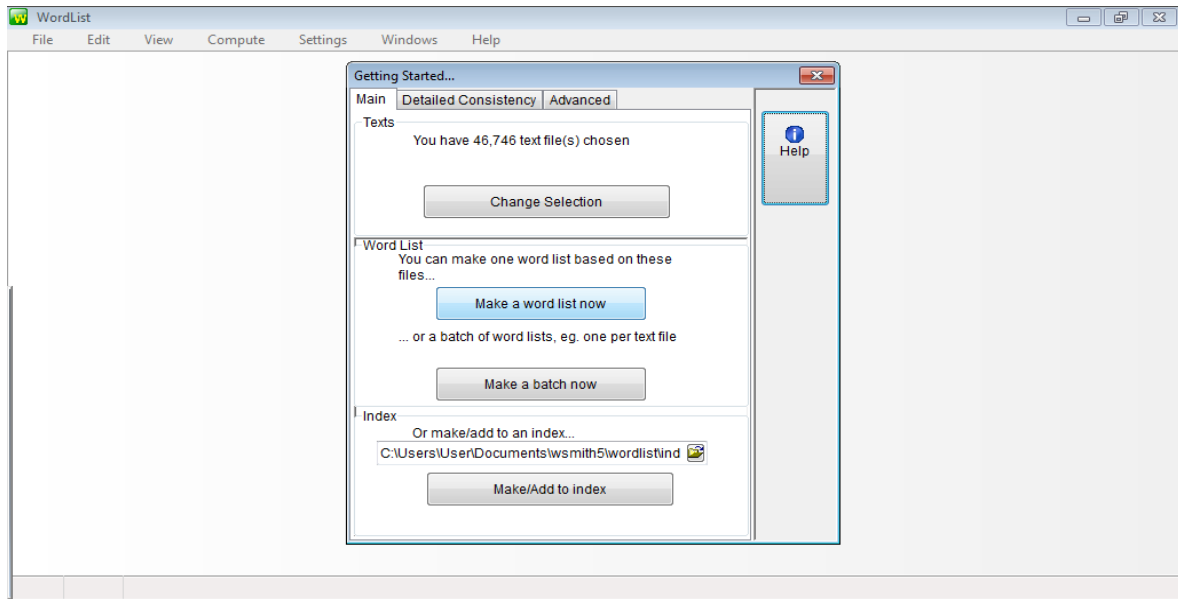 W WordList
File Edit View Compute Settings Windows Help
Getting Started...
Main Detailed Consistency Advanced
Texts
You have 46,746 text file(s) chosen
i
Help
Change Selection
Word List
You can make one word list based on these
files...
Make a word list now
... or a batch of word lists, eg. one per text file
Make a batch now
Index
Or make/add to an index...
C:\Users\User\Documents\wsmith5\wordlist\ind
Make/Add to index